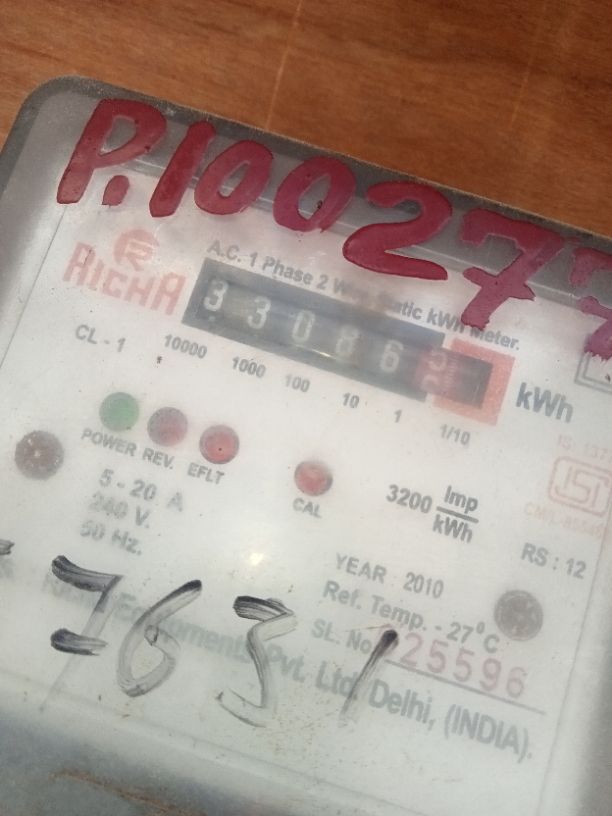 P.10027
RICHA
A.C. 1 Phase 2 Wire Static kWh Meter.
3 3 0 8 6
kWh
CL - 1 10000 1000 100 10 1 1/10
POWER REV. EFLT
CAL
5 - 20 A
240 V.
50 Hz.
3200 Imp/kWh
RS : 12
YEAR : 2010
Ref. Temp. - 27°C
SL. No. 25596
Pvt. Ltd. Delhi, (INDIA).
7631